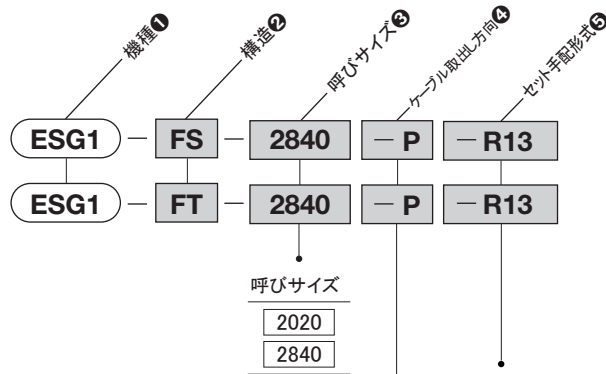 機種❶
構造❷
呼びサイズ❸
ケーブル取出し方向❹
セット手配形式❺
ESG1 － FS － 2840 － P － R13
ESG1 － FT － 2840 － P － R13
呼びサイズ
2020
2840